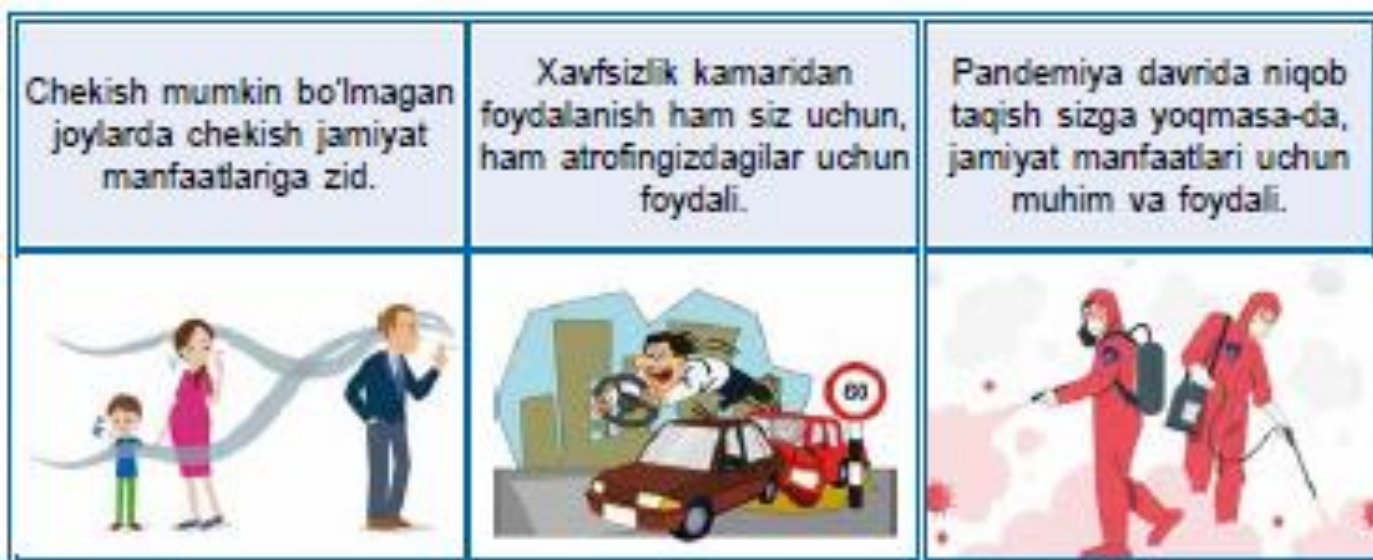 Chekish mumkin bo'lmagan
joylarda chekish jamiyat
manfaatlariga zid.
Xavfsizlik kamaridan
foydalanish ham siz uchun,
ham atrofingizdagilar uchun
foydali.
Pandemiya davrida niqob
taqish sizga yoqmasa-da,
jamiyat manfaatlari uchun
muhim va foydali.
60